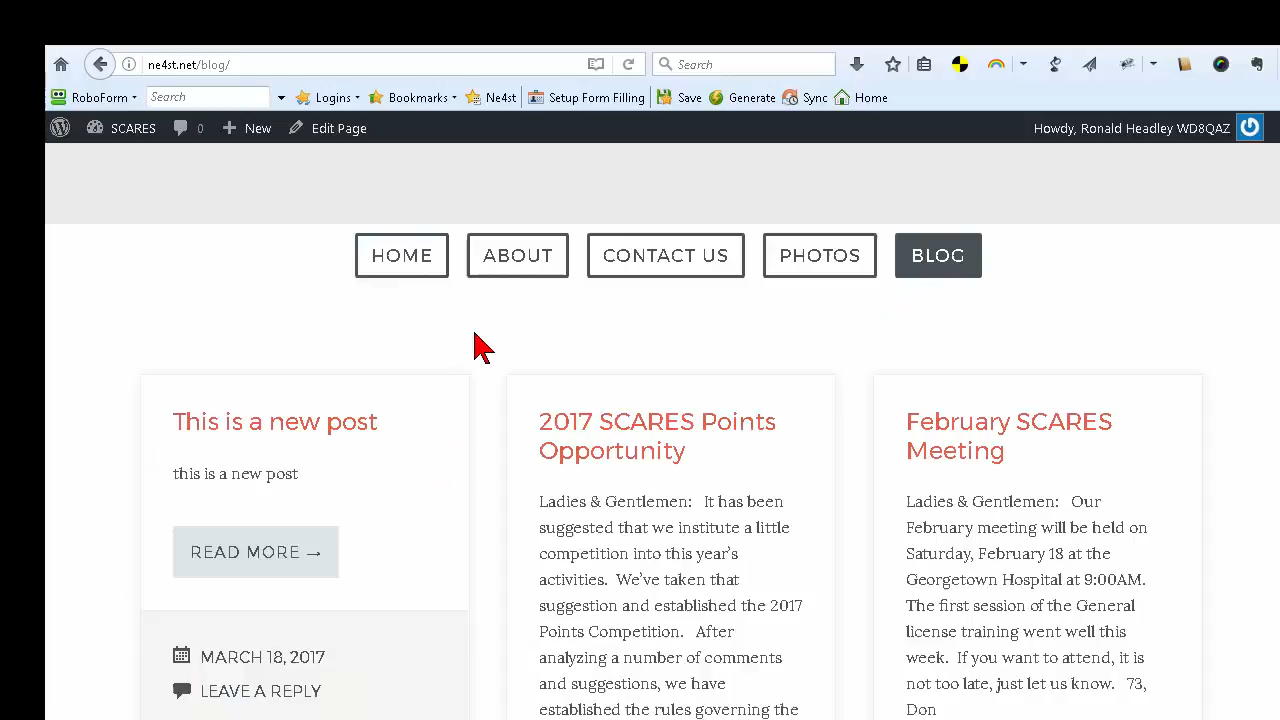 ne4st.net/blog/
Search
RoboForm
Search
Logins
Bookmarks
Ne4st
Setup Form Filling
Save
Generate
Sync
Home
SCARES
0
New
Edit Page
Howdy, Ronald Headley WD8QAZ
HOME
ABOUT
CONTACT US
PHOTOS
BLOG
This is a new post
this is a new post
READ MORE →
MARCH 18, 2017
LEAVE A REPLY
2017 SCARES Points
Opportunity
Ladies & Gentlemen: It has been
suggested that we institute a little
competition into this year's
activities. We've taken that
suggestion and established the 2017
Points Competition. After
analyzing a number of comments
and suggestions, we have
established the rules governing the
February SCARES
Meeting
Ladies & Gentlemen: Our
February meeting will be held on
Saturday, February 18 at the
Georgetown Hospital at 9:00AM.
The first session of the General
license training went well this
week. If you want to attend, it is
not too late, just let us know. 73,
Don